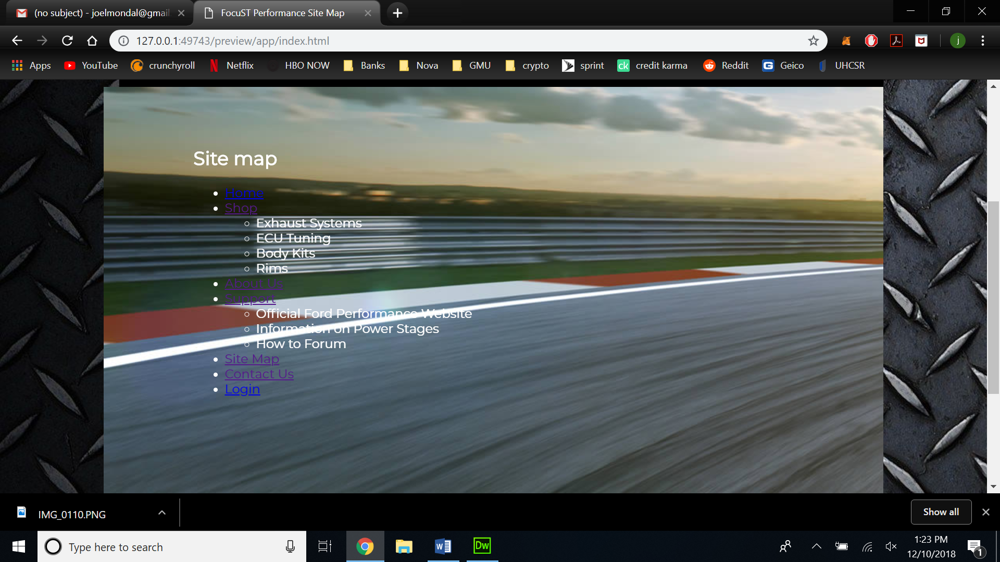 (no subject) - joelmondal@gmail
FocuST Performance Site Map
127.0.0.1:49743/preview/app/index.html
j
Apps
YouTube
crunchyroll
Netflix
HBO NOW
Banks
Nova
GMU
crypto
sprint
ck
credit karma
Reddit
G
Geico
UHCSR
Site map
Home
Shop
Exhaust Systems
ECU Tuning
Body Kits
Rims
About Us
Support
Official Ford Performance Website
Information on Power Stages
How to Forum
Site Map
Contact Us
Login
IMG_0110.PNG
Show all
Type here to search
W
Dw
1:23 PM
12/10/2018
1